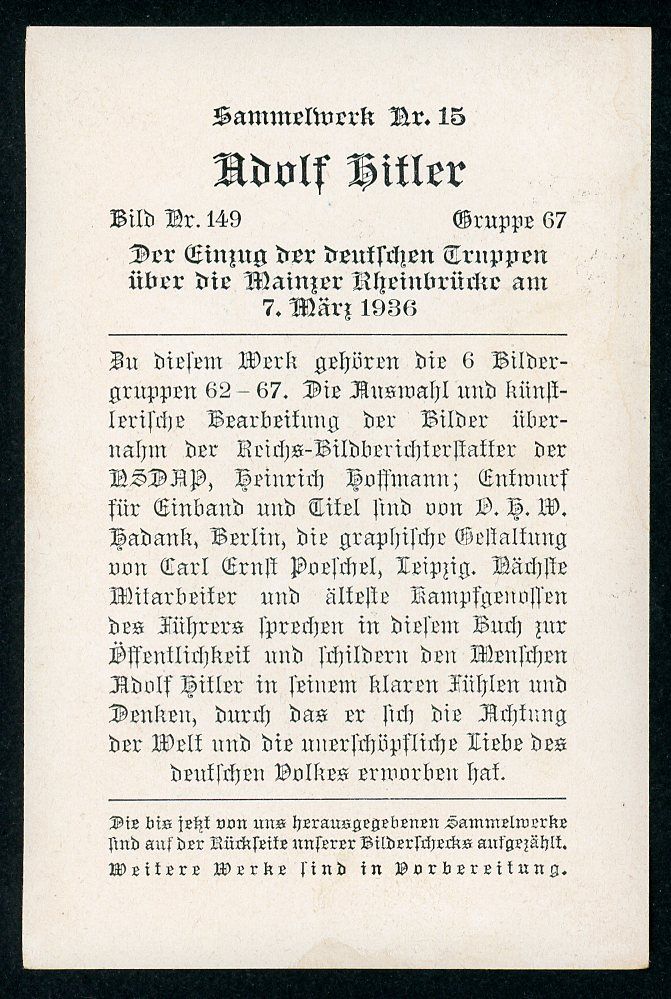 Sammelwerk Nr. 15
Adolf Hitler
Bild Nr. 149 Gruppe 67
Der Einzug der deutschen Truppen
über die Mainzer Rheinbrücke am
7. März 1936
Zu diesem Werk gehören die 6 Bilder-
gruppen 62 – 67. Die Auswahl und künst-
lerische Bearbeitung der Bilder über-
nahm der Reichs-Bildberichterstatter der
NSDAP, Heinrich Hoffmann; Entwurf
für Einband und Titel sind von O. H. W.
Hadank, Berlin, die graphische Gestaltung
von Carl Ernst Poeschel, Leipzig. Nächste
Mitarbeiter und älteste Kampfgenossen
des Führers sprechen in diesem Buch zur
Öffentlichkeit und schildern den Menschen
Adolf Hitler in seinem klaren Fühlen und
Denken, durch das er sich die Achtung
der Welt und die unerschöpfliche Liebe des
deutschen Volkes erworben hat.
Die bis jetzt von uns herausgegebenen Sammelwerke
sind auf der Rückseite unserer Bilderschecks aufgezählt.
Weitere Werke sind in Vorbereitung.